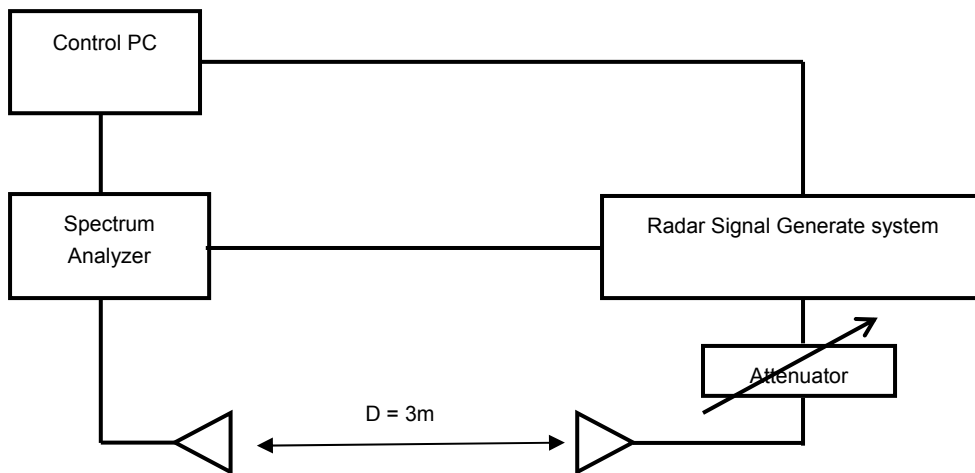 Control PC
Spectrum
Analyzer
Radar Signal Generate system
Attenuator
D = 3m